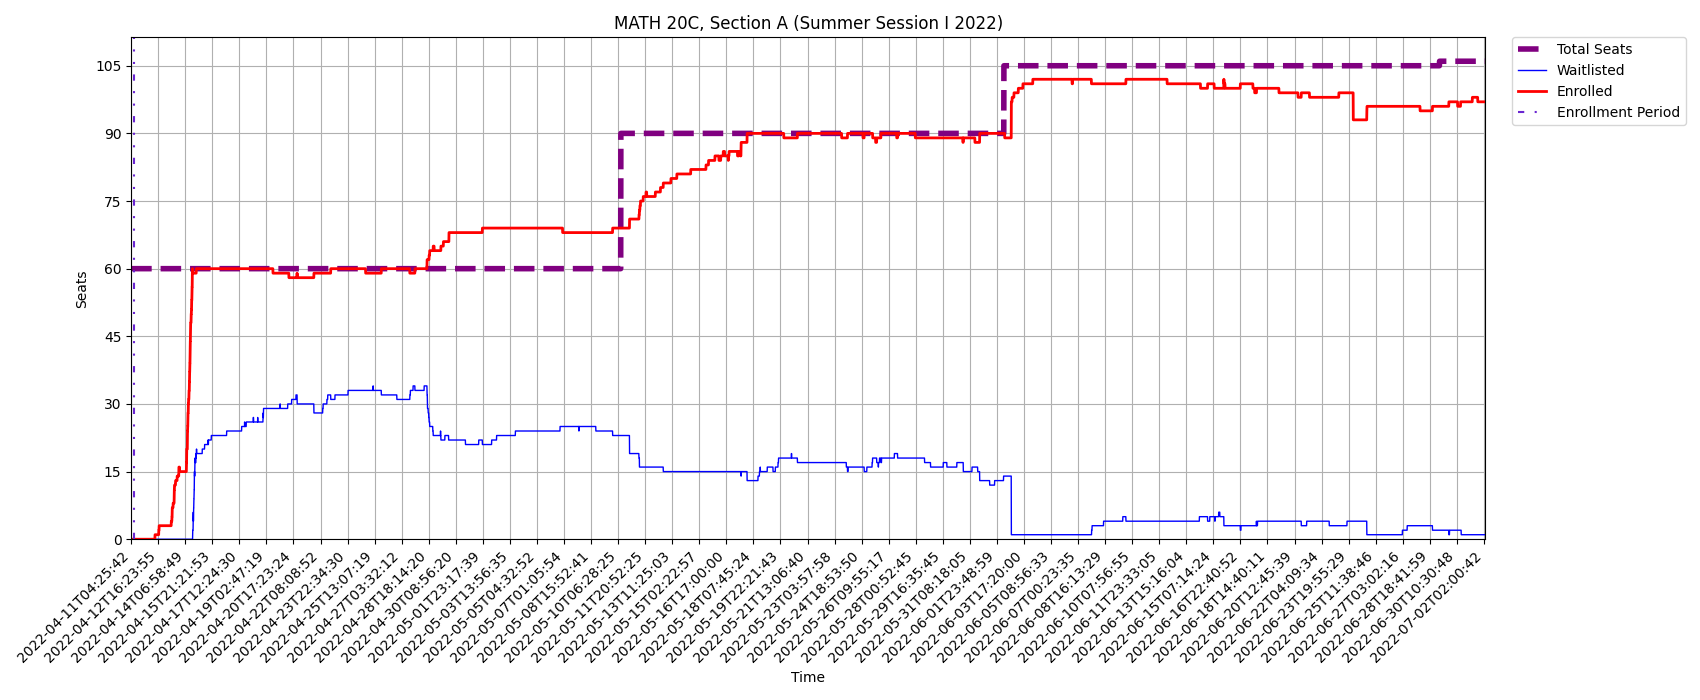 MATH 20C, Section A (Summer Session I 2022)
Total Seats
Waitlisted
Enrolled
Enrollment Period
105
90
75
60
45
30
15
0
Seats
2022-04-11T04:25:42
2022-04-12T16:23:55
2022-04-14T06:58:49
2022-04-15T21:21:53
2022-04-17T12:24:30
2022-04-19T02:47:19
2022-04-20T17:23:24
2022-04-22T08:08:52
2022-04-23T22:34:30
2022-04-25T13:07:19
2022-04-27T03:32:12
2022-04-28T18:14:20
2022-04-30T08:56:20
2022-05-01T23:17:39
2022-05-03T13:56:35
2022-05-05T04:32:52
2022-05-07T01:05:54
2022-05-08T15:52:41
2022-05-10T06:28:25
2022-05-11T20:52:25
2022-05-13T11:25:03
2022-05-15T02:22:57
2022-05-16T17:00:00
2022-05-18T07:45:24
2022-05-19T22:21:43
2022-05-21T13:06:40
2022-05-23T03:57:58
2022-05-24T18:53:50
2022-05-26T09:55:17
2022-05-28T00:52:45
2022-05-29T16:35:45
2022-05-31T08:18:05
2022-06-01T23:48:59
2022-06-03T17:20:00
2022-06-05T08:56:33
2022-06-07T00:23:35
2022-06-08T16:13:29
2022-06-10T07:56:55
2022-06-11T23:33:05
2022-06-13T15:16:04
2022-06-15T07:14:24
2022-06-16T22:40:52
2022-06-18T14:40:11
2022-06-20T12:45:39
2022-06-22T04:09:34
2022-06-23T19:55:29
2022-06-25T11:38:46
2022-06-27T03:02:16
2022-06-28T18:41:59
2022-06-30T10:30:48
2022-07-02T02:00:42
Time